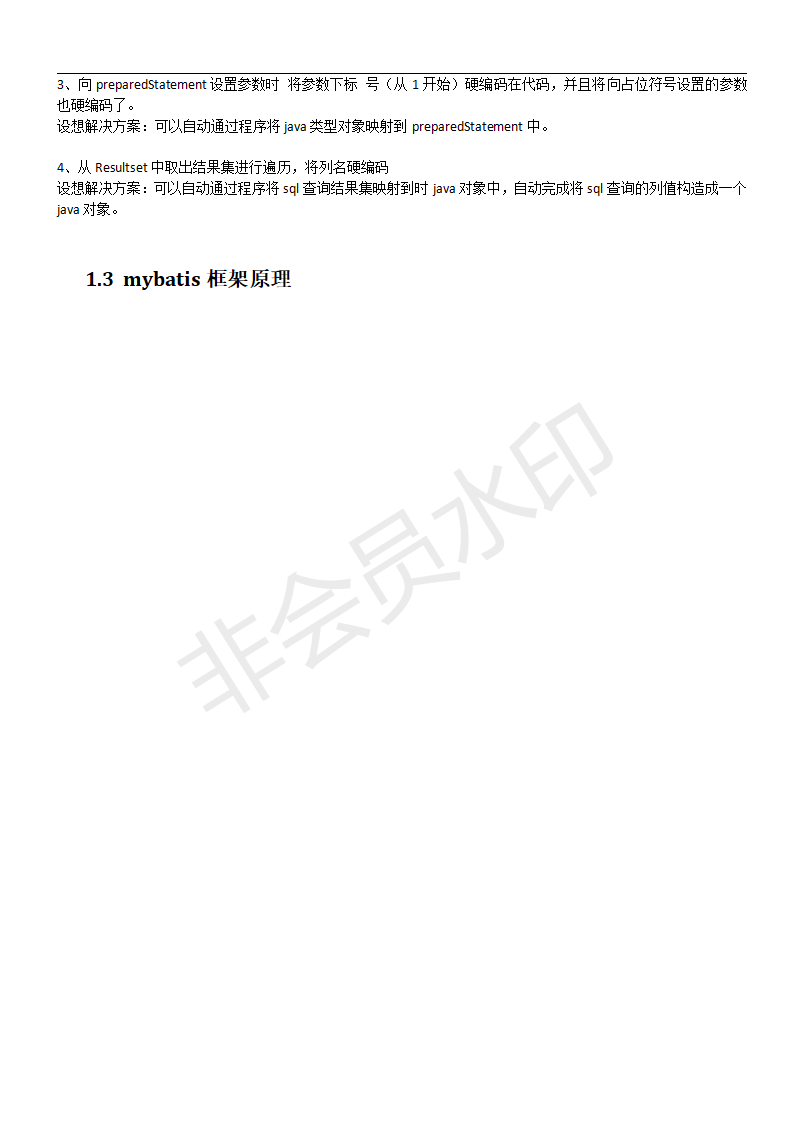 3、向 preparedStatement 设置参数时 将参数下标 号（从 1 开始）硬编码在代码，并且将向占位符号设置的参数
也硬编码了。
设想解决方案：可以自动通过程序将 java 类型对象映射到 preparedStatement 中。
4、从 Resultset 中取出结果集进行遍历，将列名硬编码
设想解决方案：可以自动通过程序将 sql 查询结果集映射到时 java 对象中，自动完成将 sql 查询的列值构造成一个
java 对象。
1.3 mybatis 框架原理
非会员水印